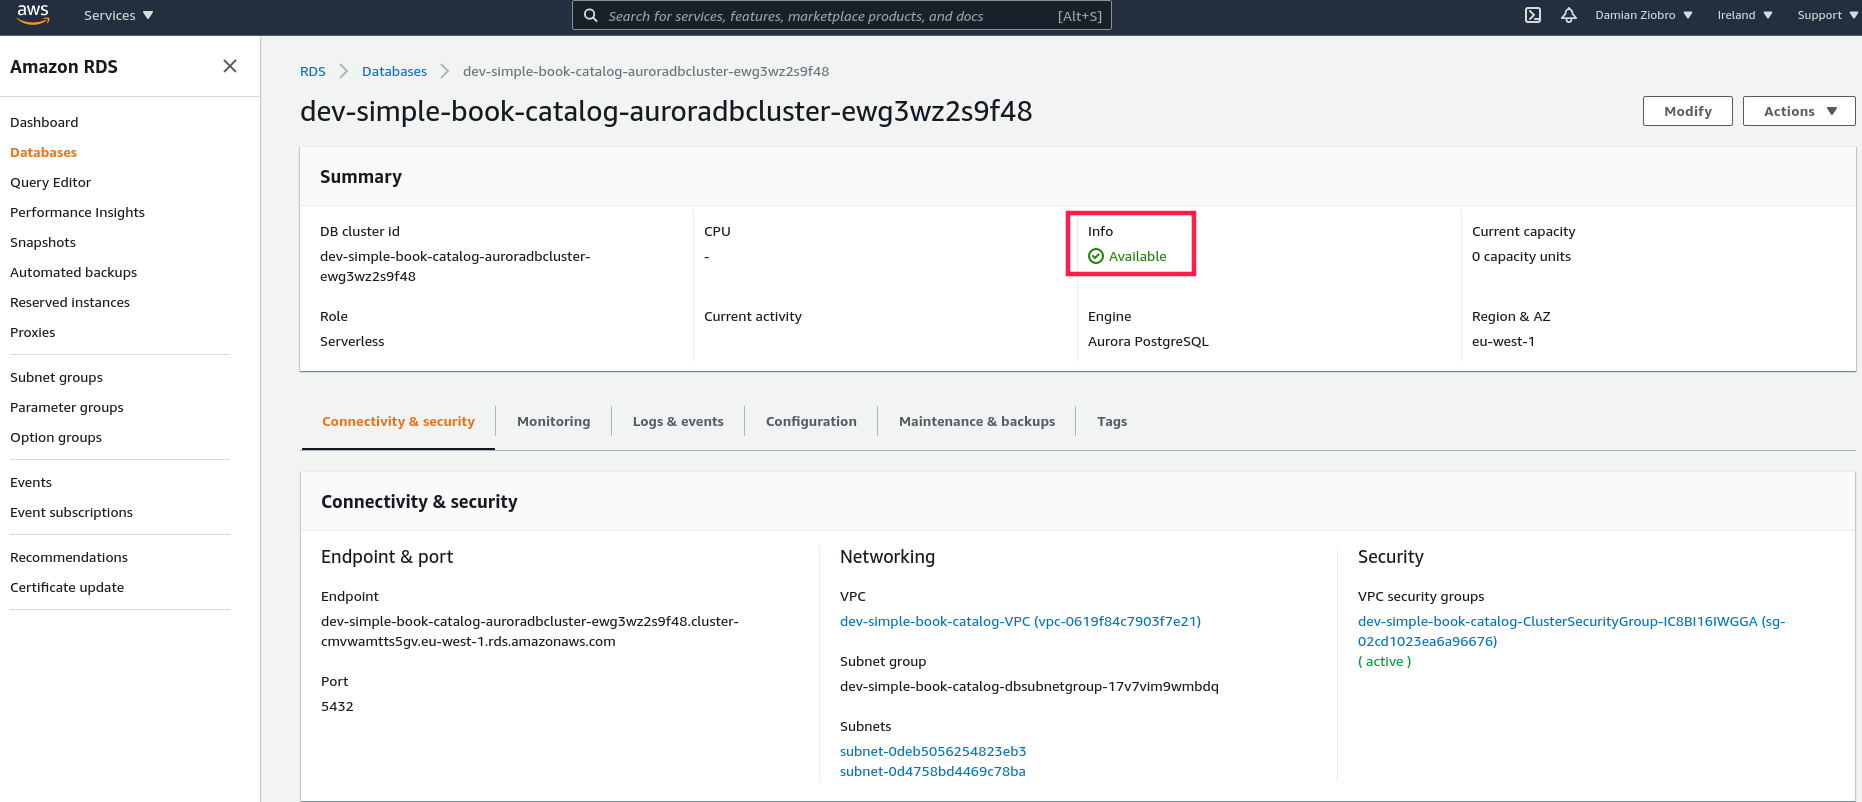 aws
Services
Search for services, features, marketplace products, and docs
[Alt+S]
Damian Ziobro
Ireland
Support
Amazon RDS
Dashboard
Databases
Query Editor
Performance Insights
Snapshots
Automated backups
Reserved instances
Proxies
Subnet groups
Parameter groups
Option groups
Events
Event subscriptions
Recommendations
Certificate update
RDS
Databases
dev-simple-book-catalog-auroradbcluster-ewg3wz2s9f48
dev-simple-book-catalog-auroradbcluster-ewg3wz2s9f48
Modify
Actions
Summary
DB cluster id
dev-simple-book-catalog-auroradbcluster-
ewg3wz2s9f48
CPU
-
Info
Available
Current capacity
0 capacity units
Role
Serverless
Current activity
Engine
Aurora PostgreSQL
Region & AZ
eu-west-1
Connectivity & security
Monitoring
Logs & events
Configuration
Maintenance & backups
Tags
Connectivity & security
Endpoint & port
Endpoint
dev-simple-book-catalog-auroradbcluster-ewg3wz2s9f48.cluster-
cmvwamtts5gv.eu-west-1.rds.amazonaws.com
Port
5432
Networking
VPC
dev-simple-book-catalog-VPC (vpc-0619f84c7903f7e21)
Subnet group
dev-simple-book-catalog-dbsubnetgroup-17v7vim9wmbdq
Subnets
subnet-0deb5056254823eb3
subnet-0d4758bd4469c78ba
Security
VPC security groups
dev-simple-book-catalog-ClusterSecurityGroup-IC8BI16IWGGA (sg-
02cd1023ea6a96676)
( active )